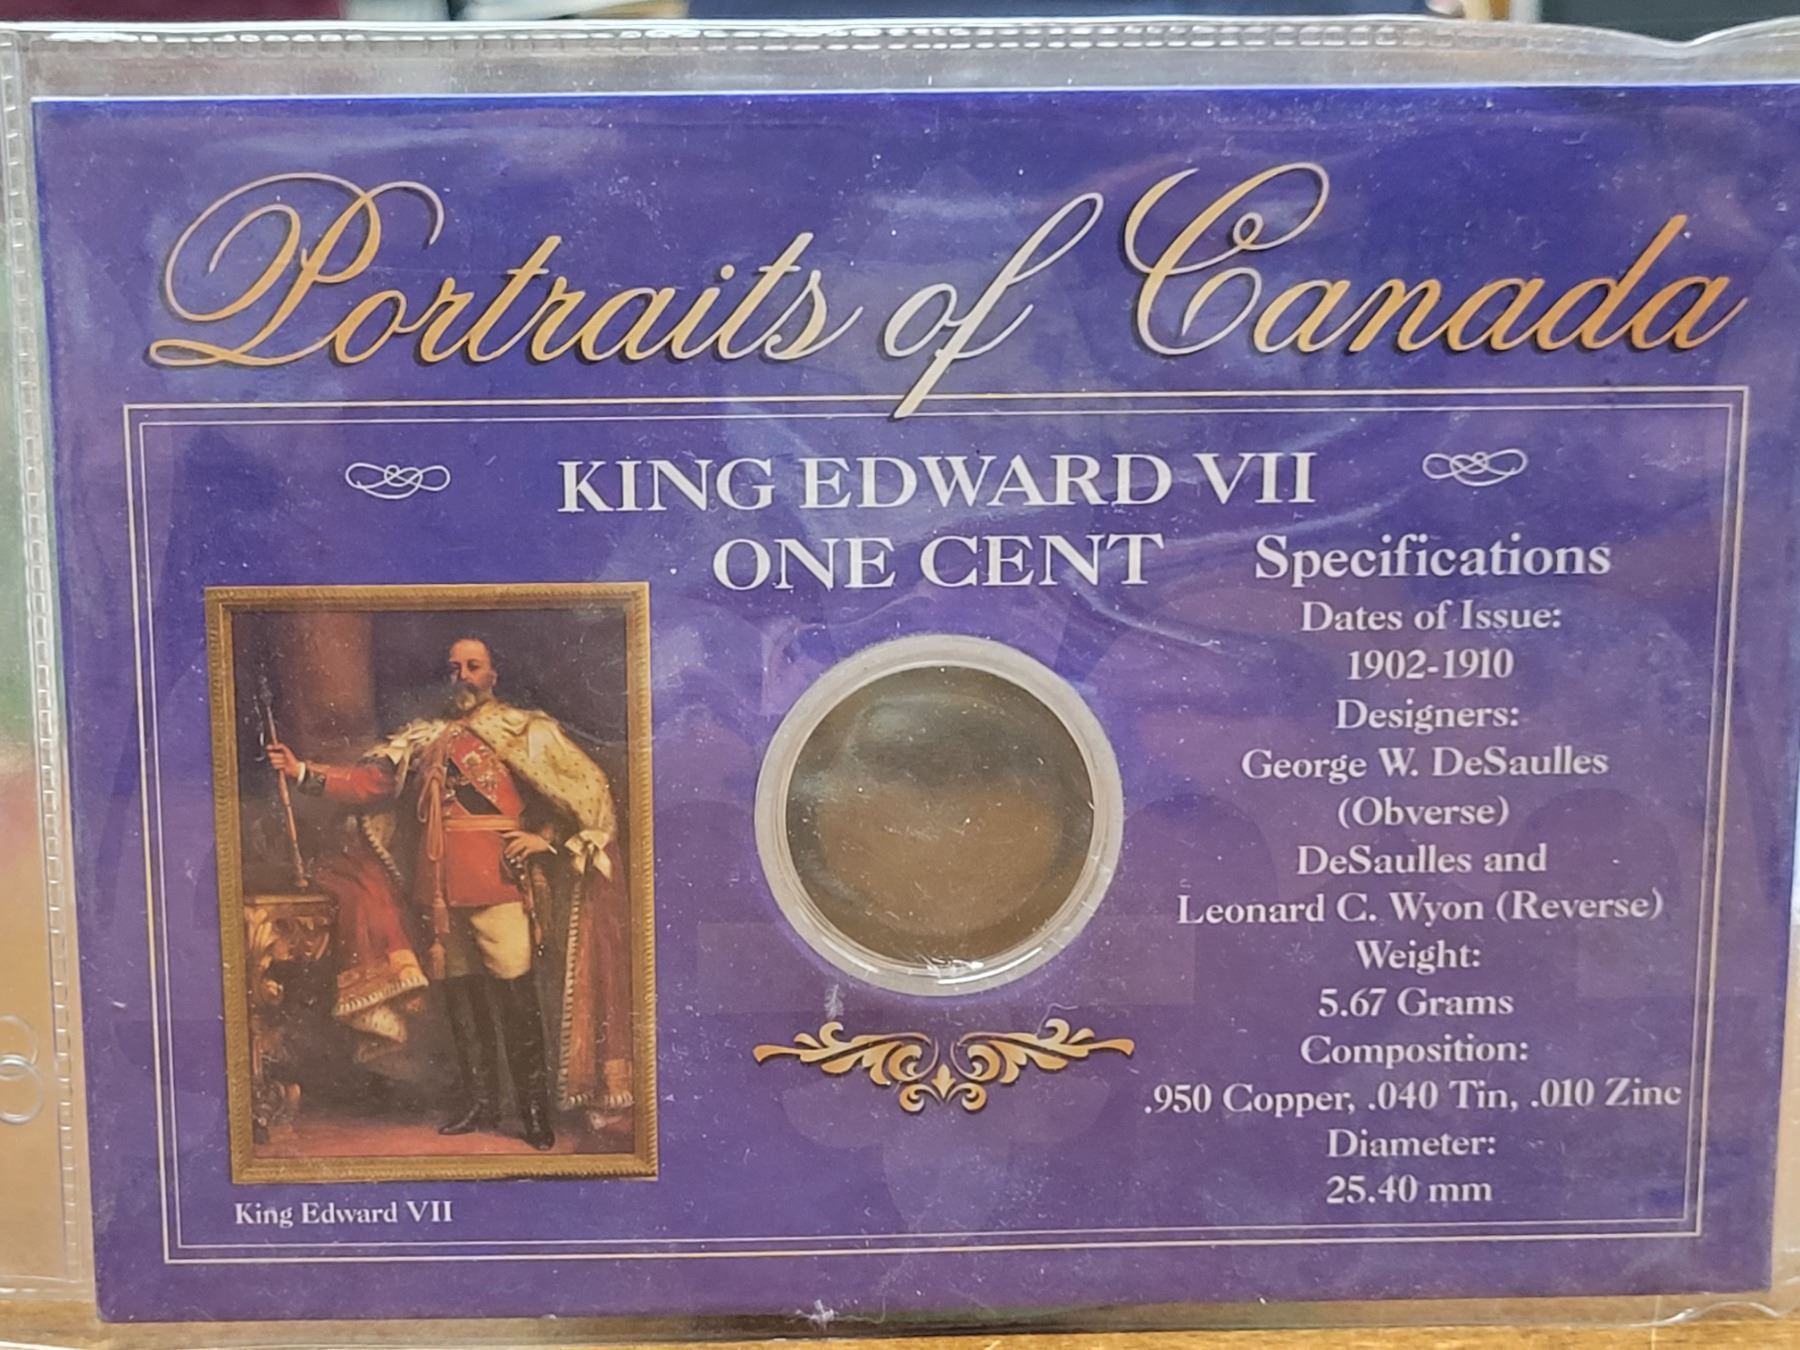 Portraits of Canada
KING EDWARD VII
ONE CENT
Specifications
Dates of Issue:
1902-1910
Designers:
George W. DeSaulles
(Obverse)
DeSaulles and
Leonard C. Wyon (Reverse)
Weight:
5.67 Grams
Composition:
.950 Copper, .040 Tin, .010 Zinc
Diameter:
25.40 mm
King Edward VII